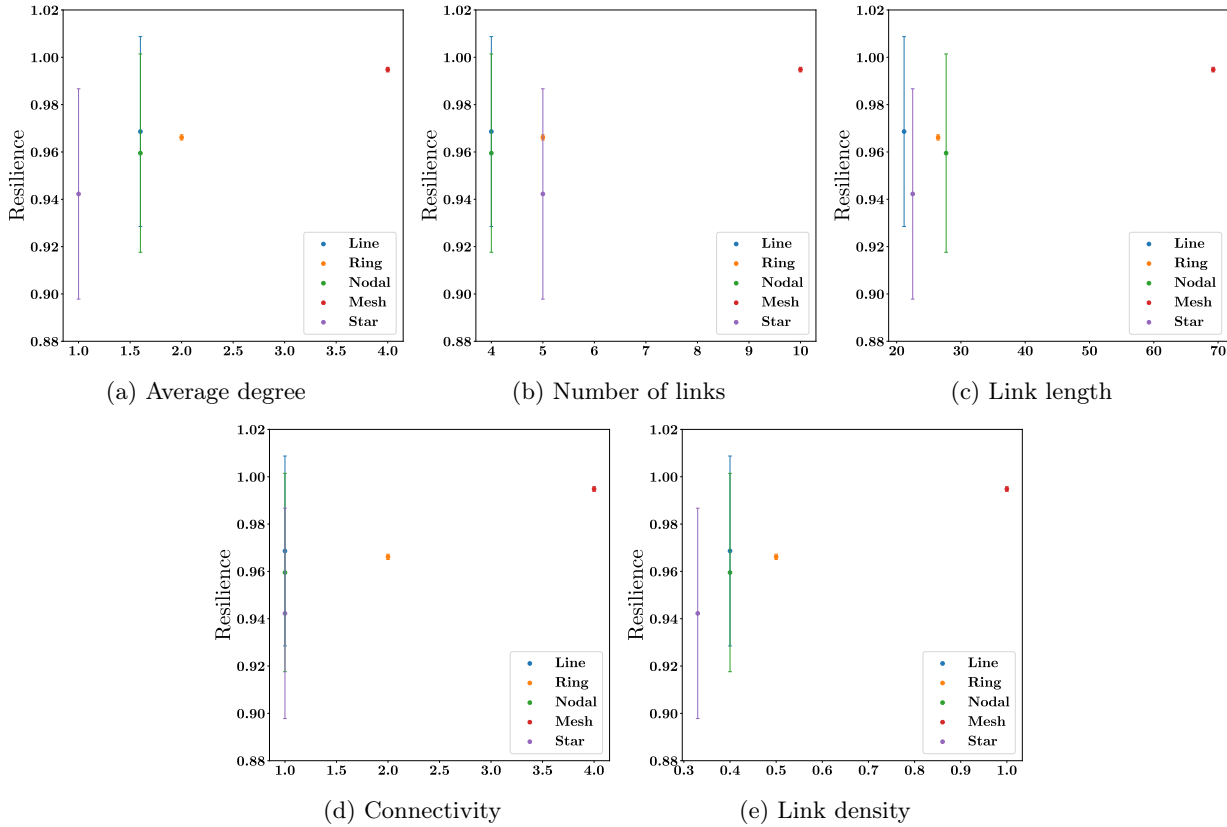 1.02
1.00
0.98
0.96
0.94
0.92
0.90
0.88
Resilience
Line
Ring
Nodal
Mesh
Star
1.0 1.5 2.0 2.5 3.0 3.5 4.0
(a) Average degree
1.02
1.00
0.98
0.96
0.94
0.92
0.90
0.88
Resilience
Line
Ring
Nodal
Mesh
Star
4 5 6 7 8 9 10
(b) Number of links
1.02
1.00
0.98
0.96
0.94
0.92
0.90
0.88
Resilience
Line
Ring
Nodal
Mesh
Star
20 30 40 50 60 70
(c) Link length
1.02
1.00
0.98
0.96
0.94
0.92
0.90
0.88
Resilience
Line
Ring
Nodal
Mesh
Star
1.0 1.5 2.0 2.5 3.0 3.5 4.0
(d) Connectivity
1.02
1.00
0.98
0.96
0.94
0.92
0.90
0.88
Resilience
Line
Ring
Nodal
Mesh
Star
0.3 0.4 0.5 0.6 0.7 0.8 0.9 1.0
(e) Link density